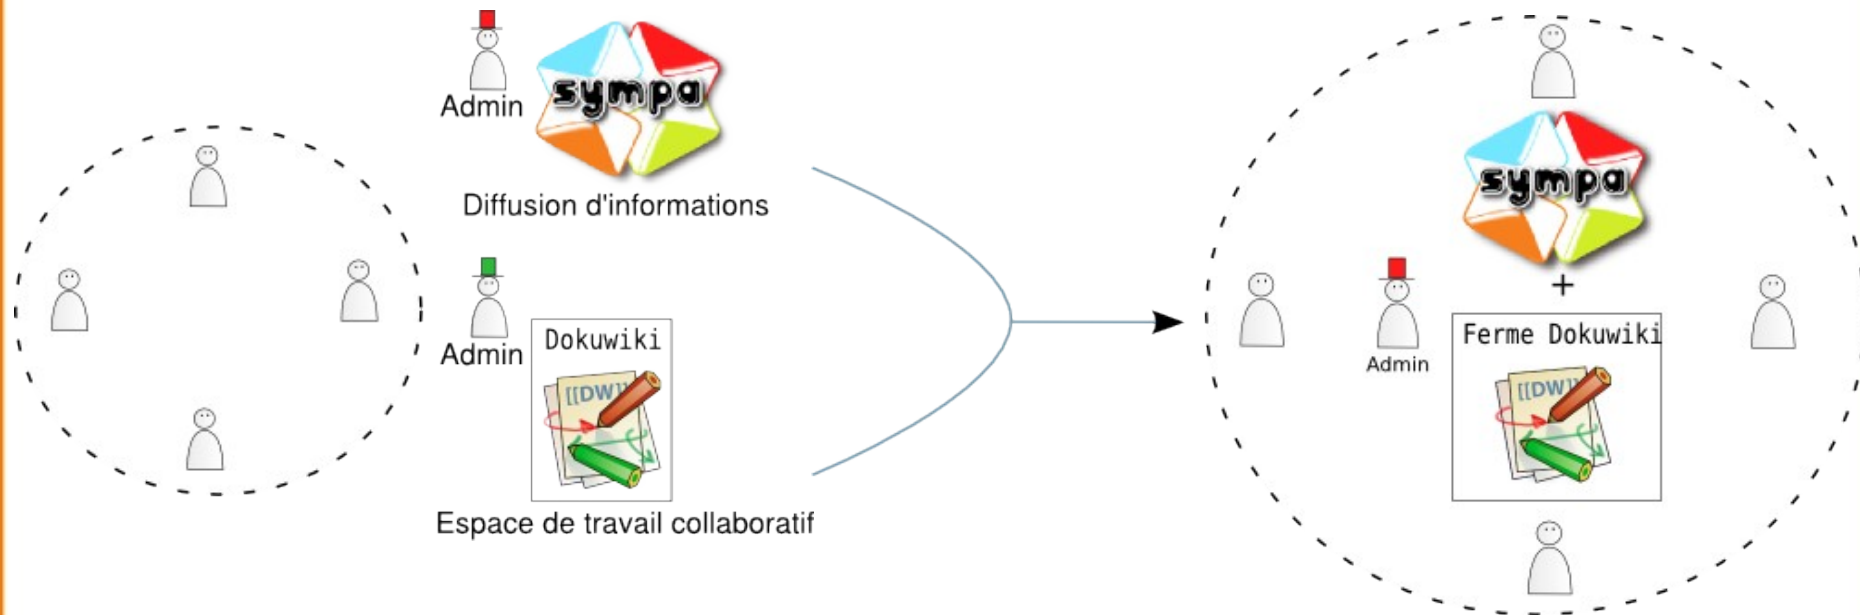 sympa
Admin
Diffusion d'informations
Admin
Dokuwiki
[[DW]]
Espace de travail collaboratif
sympa
+
Admin
Ferme Dokuwiki
[[DW]]